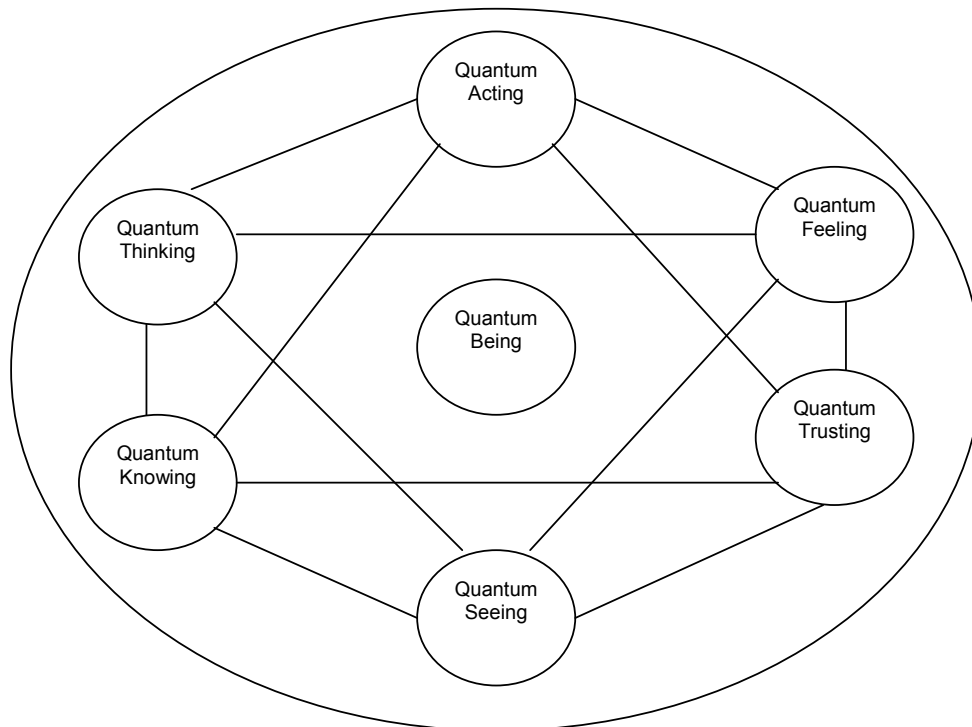 Quantum
Acting
Quantum
Feeling
Quantum
Thinking
Quantum
Being
Quantum
Trusting
Quantum
Knowing
Quantum
Seeing